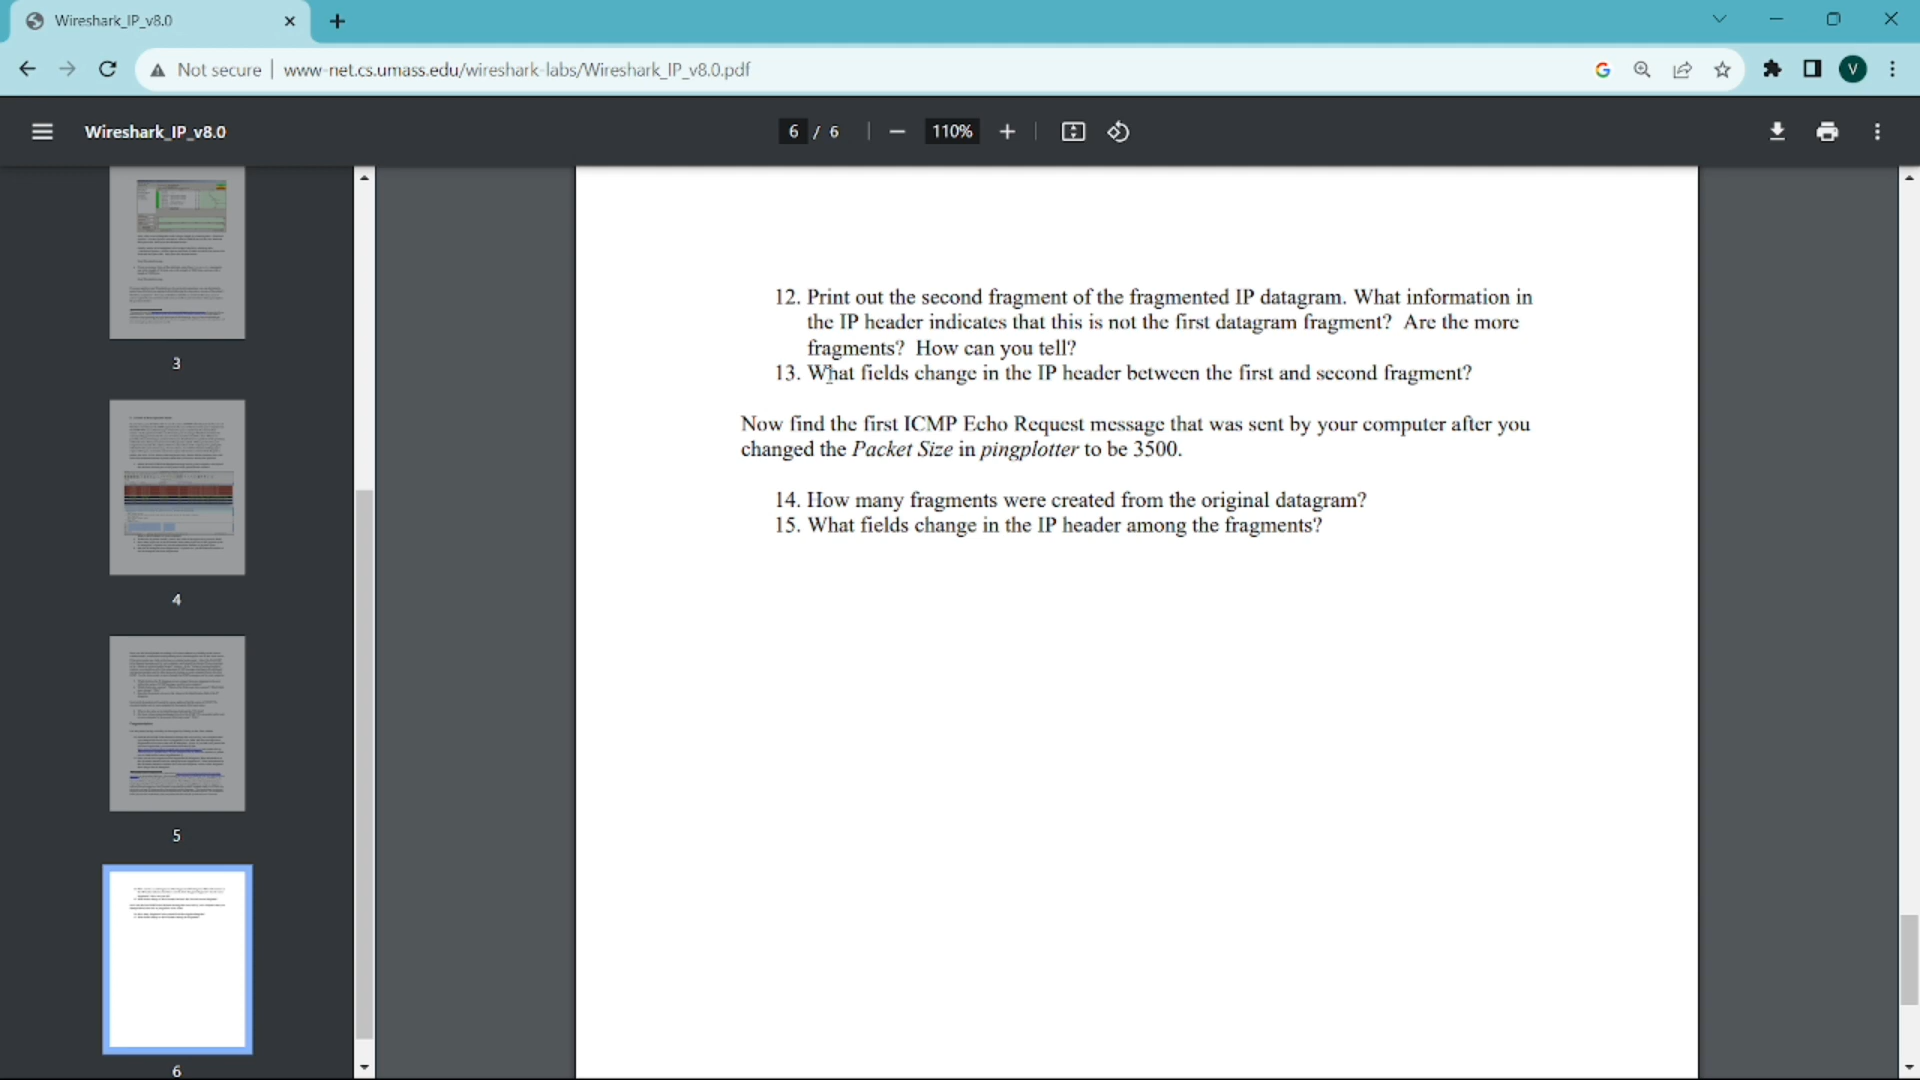 Wireshark_IP_v8.0
Not secure
www-net.cs.umass.edu/wireshark-labs/Wireshark_IP_v8.0.pdf
V
Wireshark_IP_v8.0
6 / 6
110%
3
4
5
6
12. Print out the second fragment of the fragmented IP datagram. What information in
the IP header indicates that this is not the first datagram fragment? Are the more
fragments? How can you tell?
13. What fields change in the IP header between the first and second fragment?
Now find the first ICMP Echo Request message that was sent by your computer after you
changed the Packet Size in pingplotter to be 3500.
14. How many fragments were created from the original datagram?
15. What fields change in the IP header among the fragments?